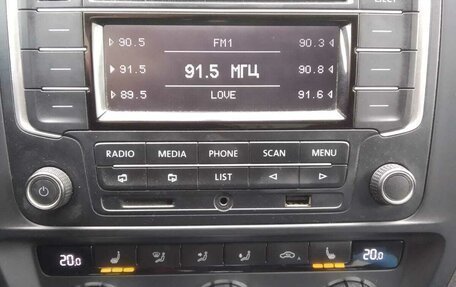 EJECT
90.5 FM1 90.3
91.5 91.5 МГЦ 90.8
89.5 LOVE 91.6
RADIO MEDIA PHONE SCAN MENU
LIST
20.0 A 20.0